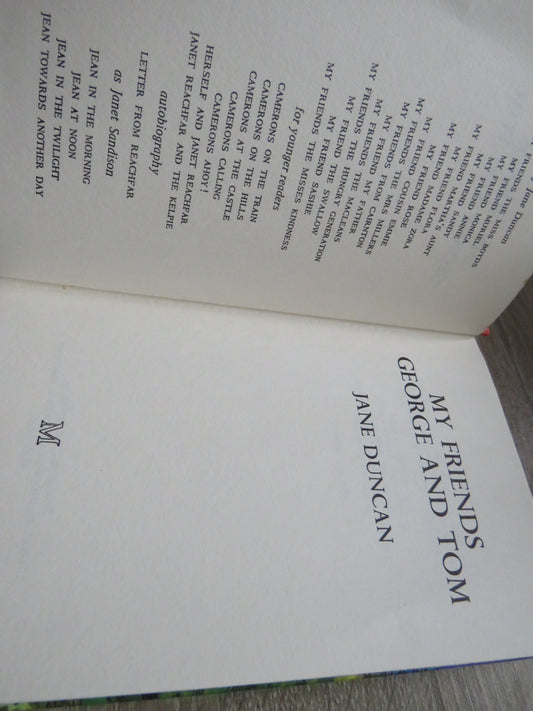 by Jane Duncan
MY FRIENDS THE MISS BOYDS
MY FRIEND MURIEL
MY FRIEND MONICA
MY FRIEND ANNIE
MY FRIEND SANDY
MY FRIEND MARTHA'S AUNT
MY FRIEND FLORA
MY FRIEND MADAME ZORA
MY FRIEND ROSE
MY FRIEND COUSIN EMMIE
MY FRIENDS THE MRS MILLERS
MY FRIENDS FROM CAIRNTON
MY FRIEND MY FATHER
MY FRIENDS THE MACLEANS
MY FRIENDS THE HUNGRY GENERATION
MY FRIEND THE SWALLOW
MY FRIEND SASHIE
MY FRIENDS THE MISSES KINDNESS
for younger readers
CAMERONS ON THE TRAIN
CAMERONS ON THE HILLS
CAMERONS AT THE CASTLE
CAMERONS CALLING
CAMERONS AHOY!
HERSELF AND JANET REACHFAR
JANET REACHFAR AND THE KELPIE
autobiography
LETTER FROM REACHFAR
as Janet Sandison
JEAN IN THE MORNING
JEAN AT NOON
JEAN IN THE TWILIGHT
JEAN TOWARDS ANOTHER DAY
MY FRIENDS
GEORGE AND TOM
JANE DUNCAN
M